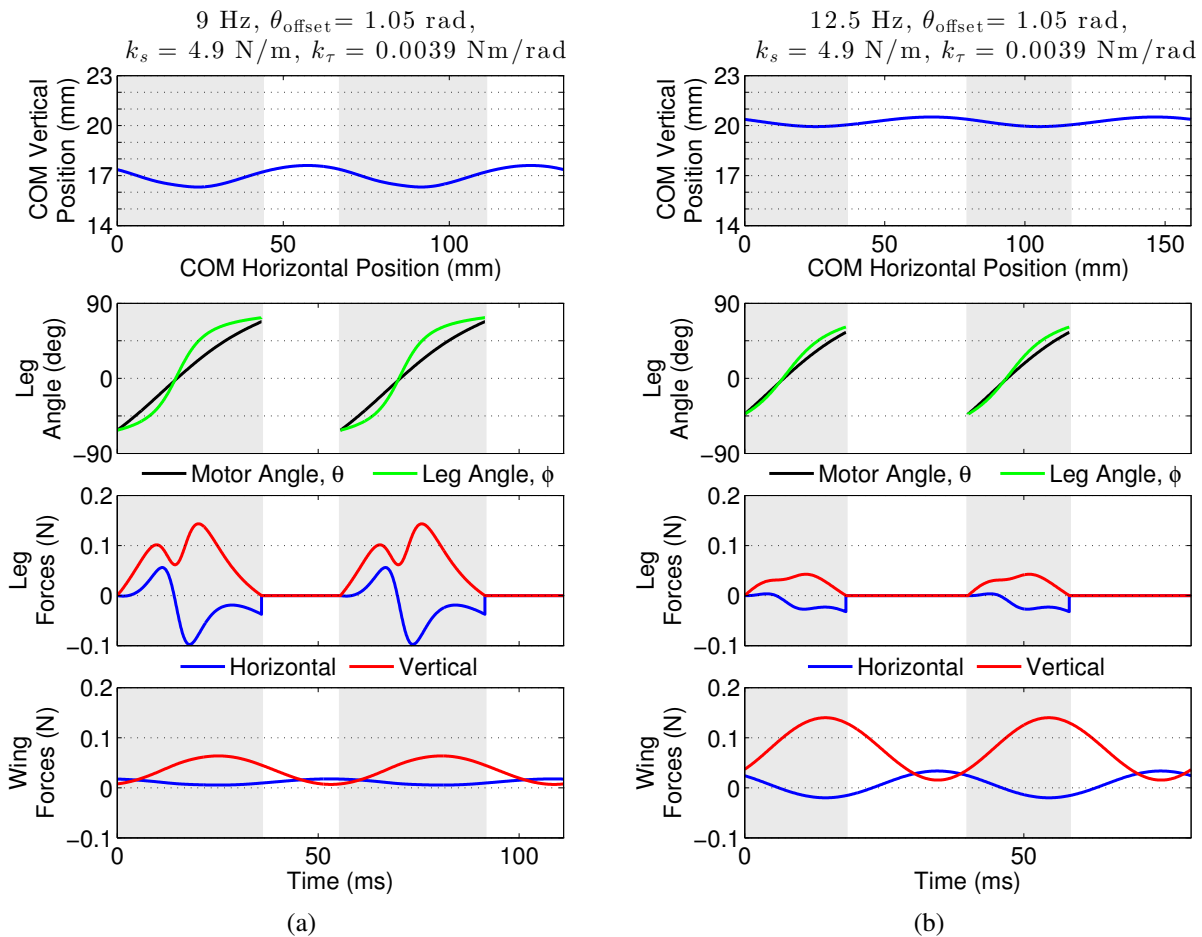 9 Hz, θoffset= 1.05 rad,
ks = 4.9 N/m, kτ = 0.0039 Nm/rad
23
20
17
14
COM Vertical
Position (mm)
0 50 100
COM Horizontal Position (mm)
90
0
−90
Leg
Angle (deg)
Motor Angle, θ Leg Angle, ϕ
0.2
0.1
0
−0.1
Leg
Forces (N)
Horizontal Vertical
0.2
0.1
0
−0.1
Wing
Forces (N)
0 50 100
Time (ms)
(a)
12.5 Hz, θoffset= 1.05 rad,
ks = 4.9 N/m, kτ = 0.0039 Nm/rad
23
20
17
14
COM Vertical
Position (mm)
0 50 100 150
COM Horizontal Position (mm)
90
0
−90
Leg
Angle (deg)
Motor Angle, θ Leg Angle, ϕ
0.2
0.1
0
−0.1
Leg
Forces (N)
Horizontal Vertical
0.2
0.1
0
−0.1
Wing
Forces (N)
0 50
Time (ms)
(b)